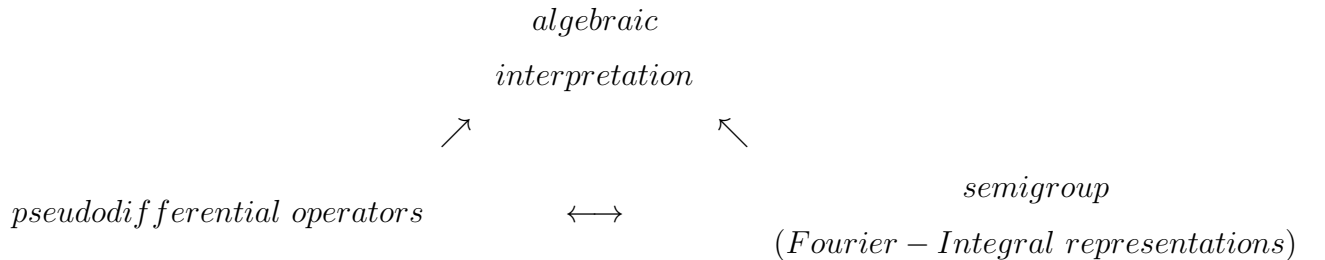 algebraic
interpretation
↗ ↖
pseudodifferential operators ⟷ semigroup
(Fourier − Integral representations)